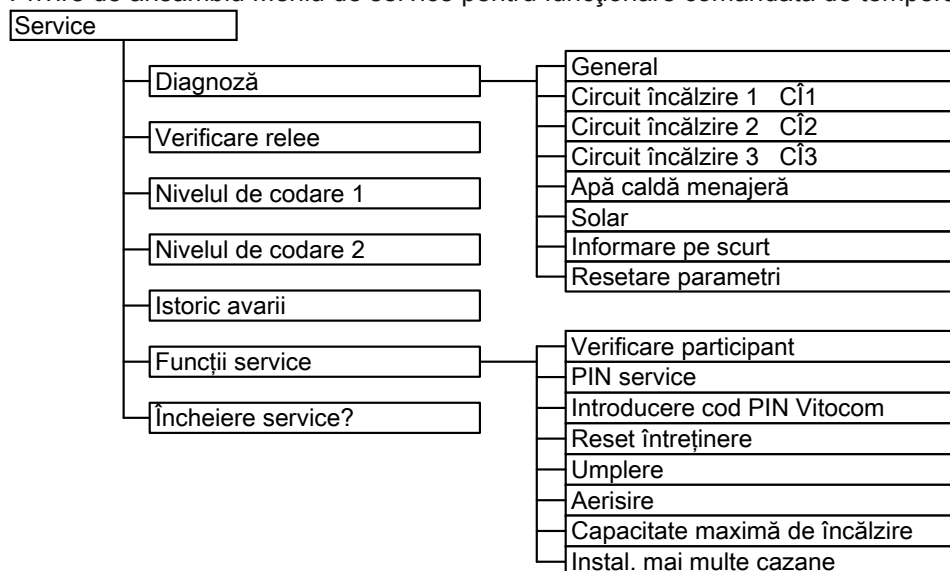 Service
Diagnoză
Verificare relee
Nivelul de codare 1
Nivelul de codare 2
Istoric avarii
Funcții service
Încheiere service?
General
Circuit încălzire 1 CÎ1
Circuit încălzire 2 CÎ2
Circuit încălzire 3 CÎ3
Apă caldă menajeră
Solar
Informare pe scurt
Resetare parametri
Verificare participant
PIN service
Introducere cod PIN Vitocom
Reset întreținere
Umplere
Aerisire
Capacitate maximă de încălzire
Instal. mai multe cazane